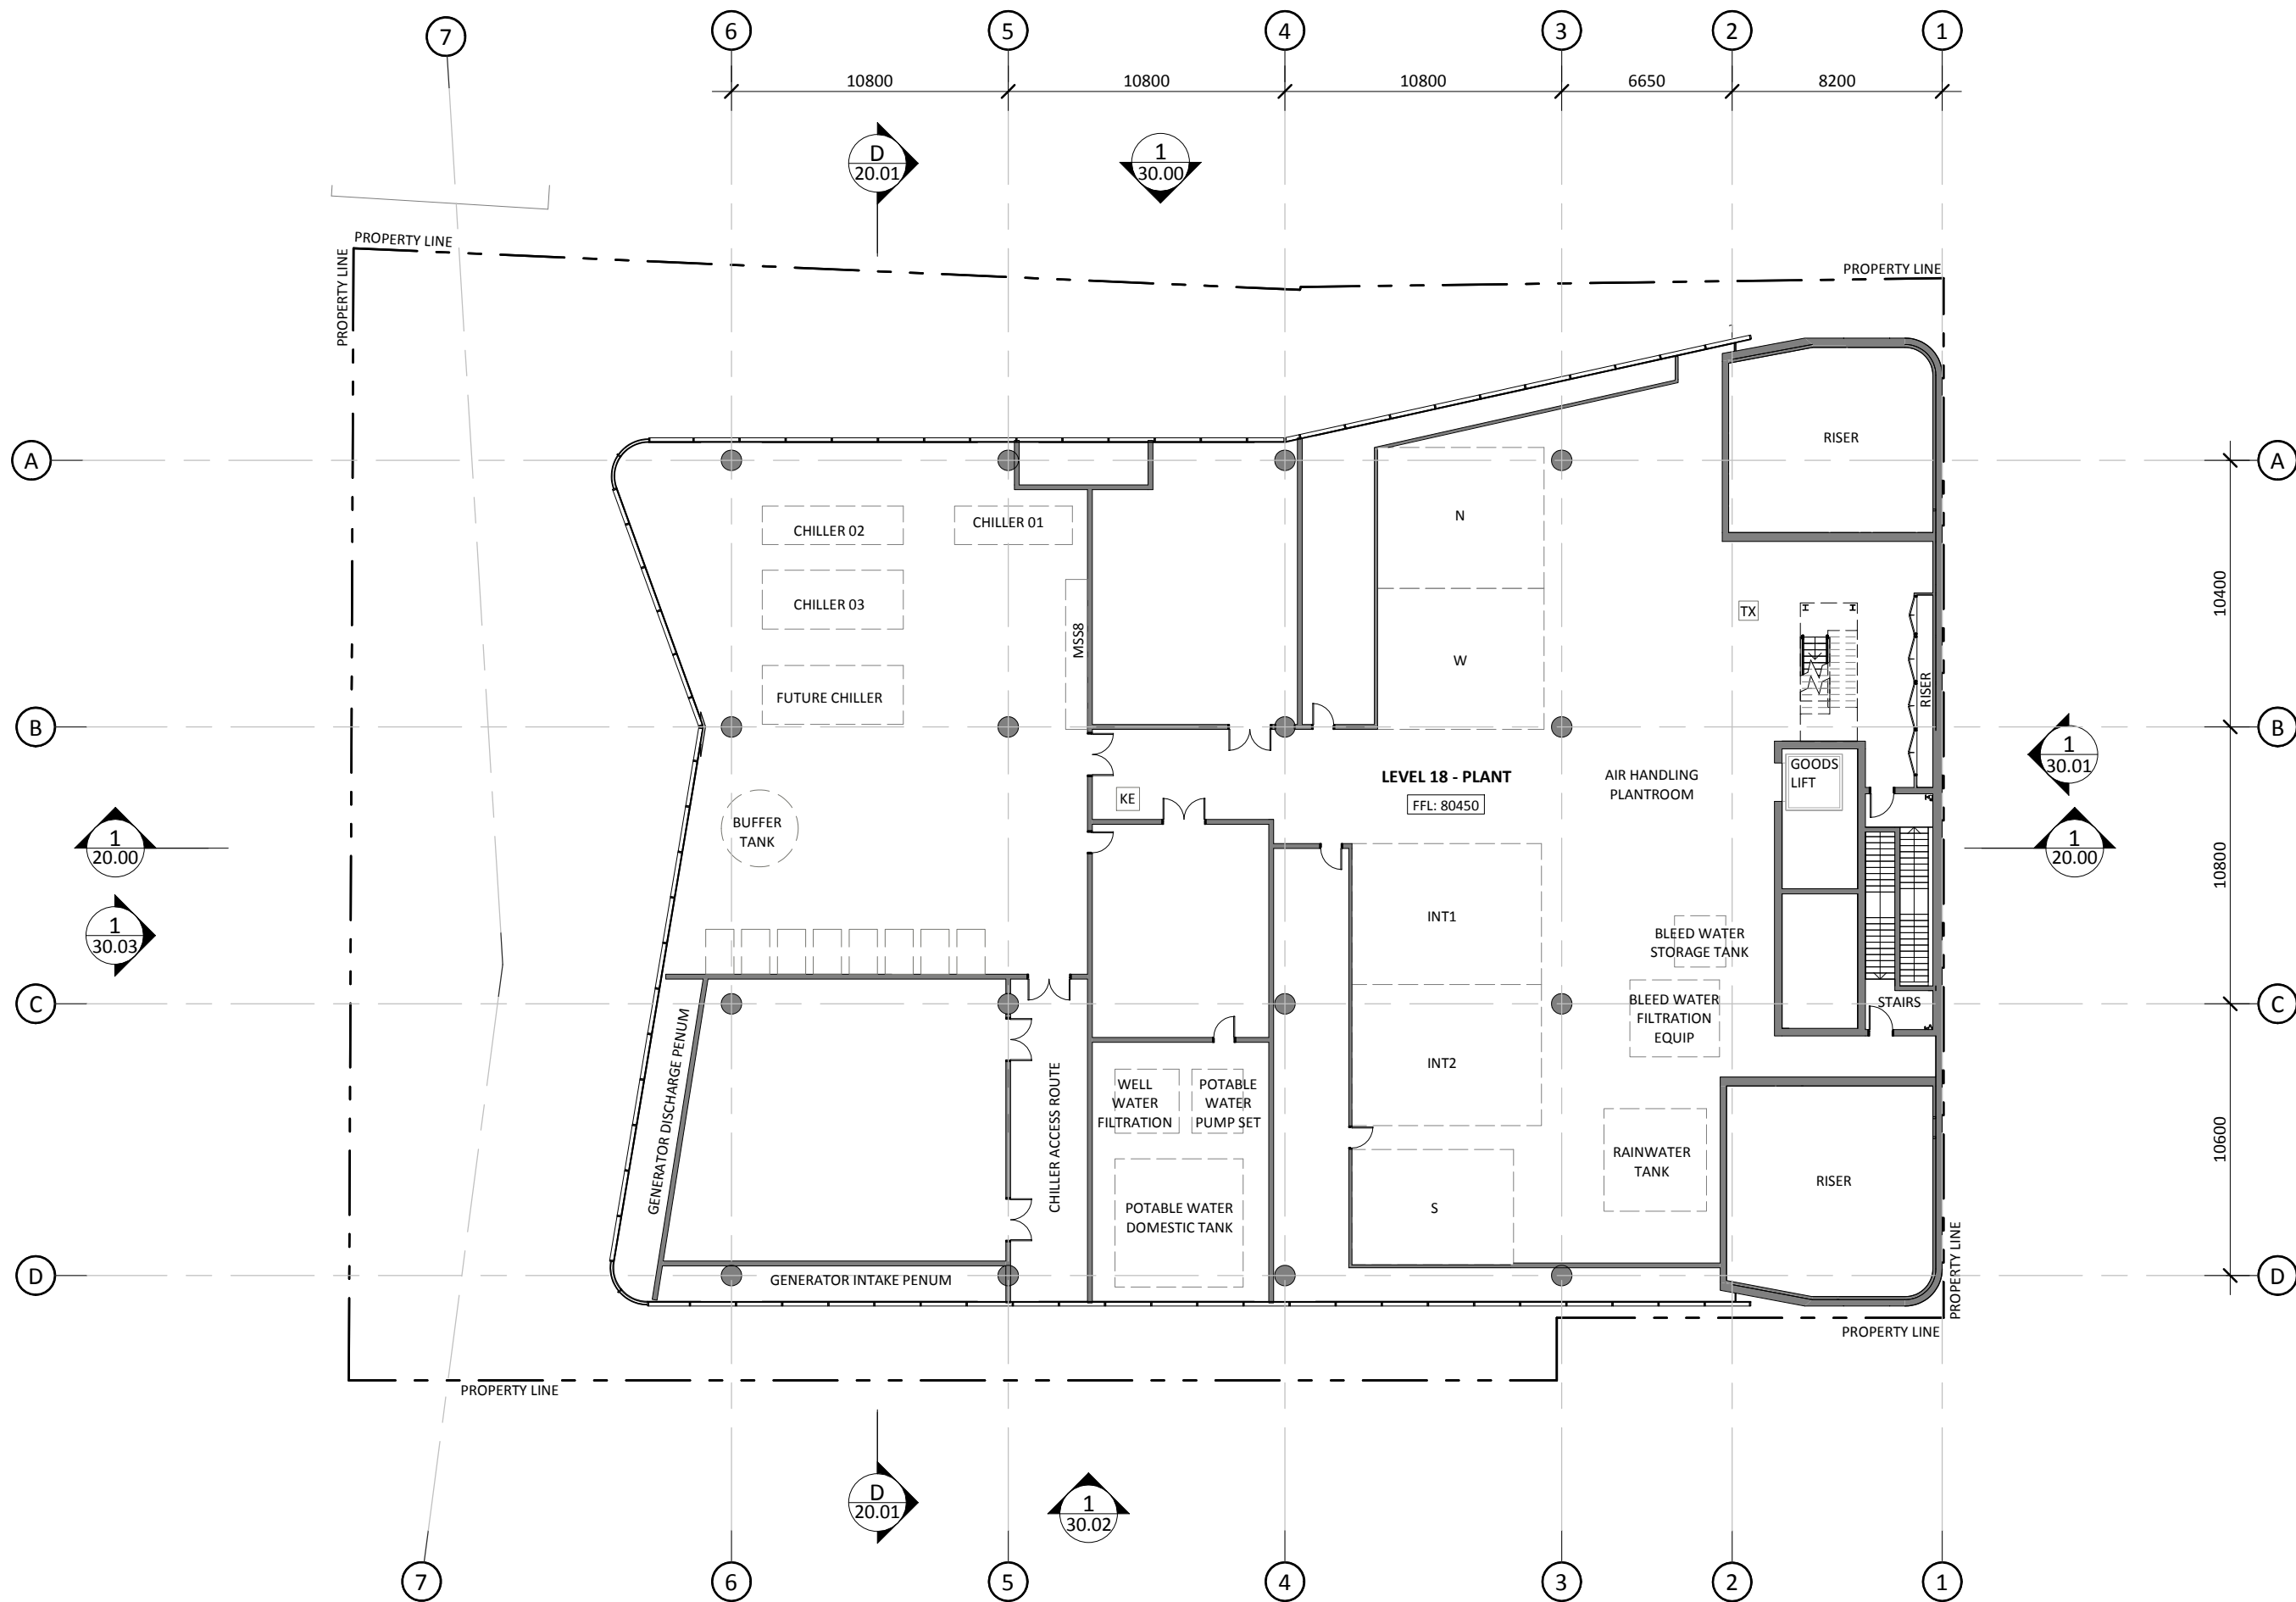 7
6
5
4
3
2
1
10800
10800
10800
6650
8200
D
20.01
1
30.00
PROPERTY LINE
PROPERTY LINE
PROPERTY LINE
A
A
RISER
N
CHILLER 02
CHILLER 01
CHILLER 03
10400
TX
MSS8
W
FUTURE CHILLER
RISER
B
B
1
30.01
LEVEL 18 - PLANT
FFL: 80450
AIR HANDLING
PLANTROOM
GOODS
LIFT
KE
BUFFER
TANK
1
20.00
1
20.00
10800
1
30.03
INT1
BLEED WATER
STORAGE TANK
C
C
BLEED WATER
FILTRATION
EQUIP
STAIRS
INT2
GENERATOR DISCHARGE PENUM
CHILLER ACCESS ROUTE
WELL
WATER
FILTRATION
POTABLE
WATER
PUMP SET
10600
RAINWATER
TANK
RISER
POTABLE WATER
DOMESTIC TANK
S
PROPERTY LINE
D
D
GENERATOR INTAKE PENUM
PROPERTY LINE
PROPERTY LINE
D
20.01
1
30.02
7
6
5
4
3
2
1